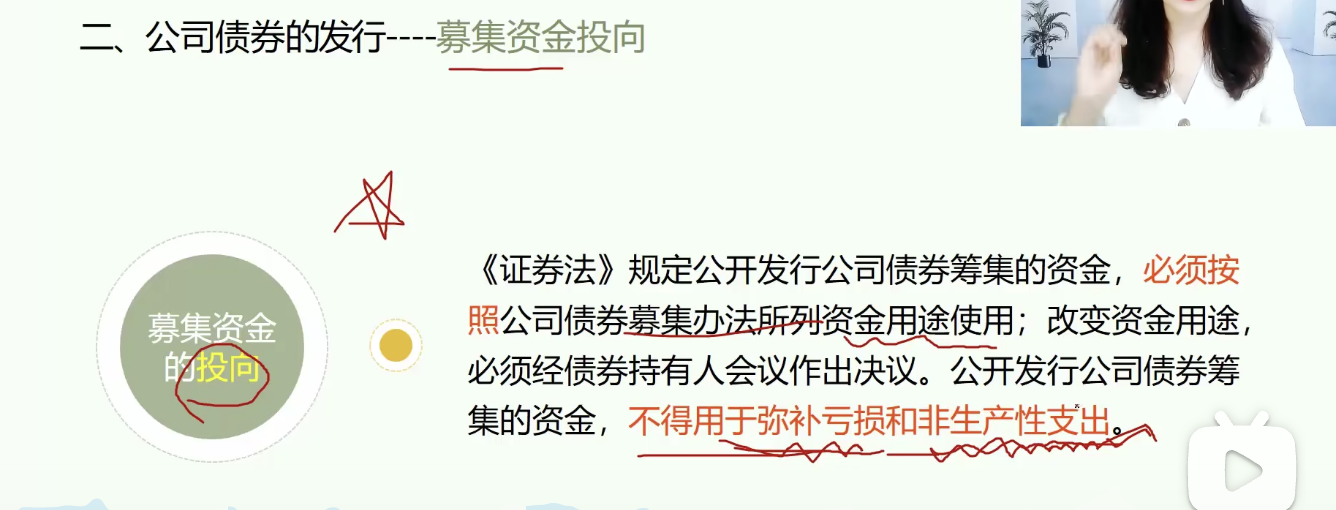 二、公司债券的发行----募集资金投向
募集资金
的投向
《证券法》规定公开发行公司债券筹集的资金，必须按
照公司债券募集办法所列资金用途使用；改变资金用途，
必须经债券持有人会议作出决议。公开发行公司债券筹
集的资金，不得用于弥补亏损和非生产性支出。